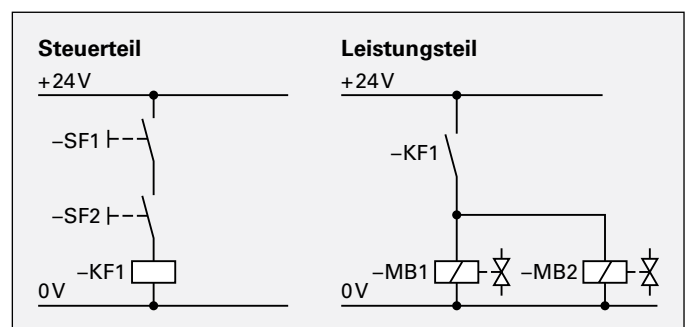 Steuerteil
+24V
–SF1
–SF2
–KF1
0V
Leistungsteil
+24V
–KF1
–MB1
–MB2
0V